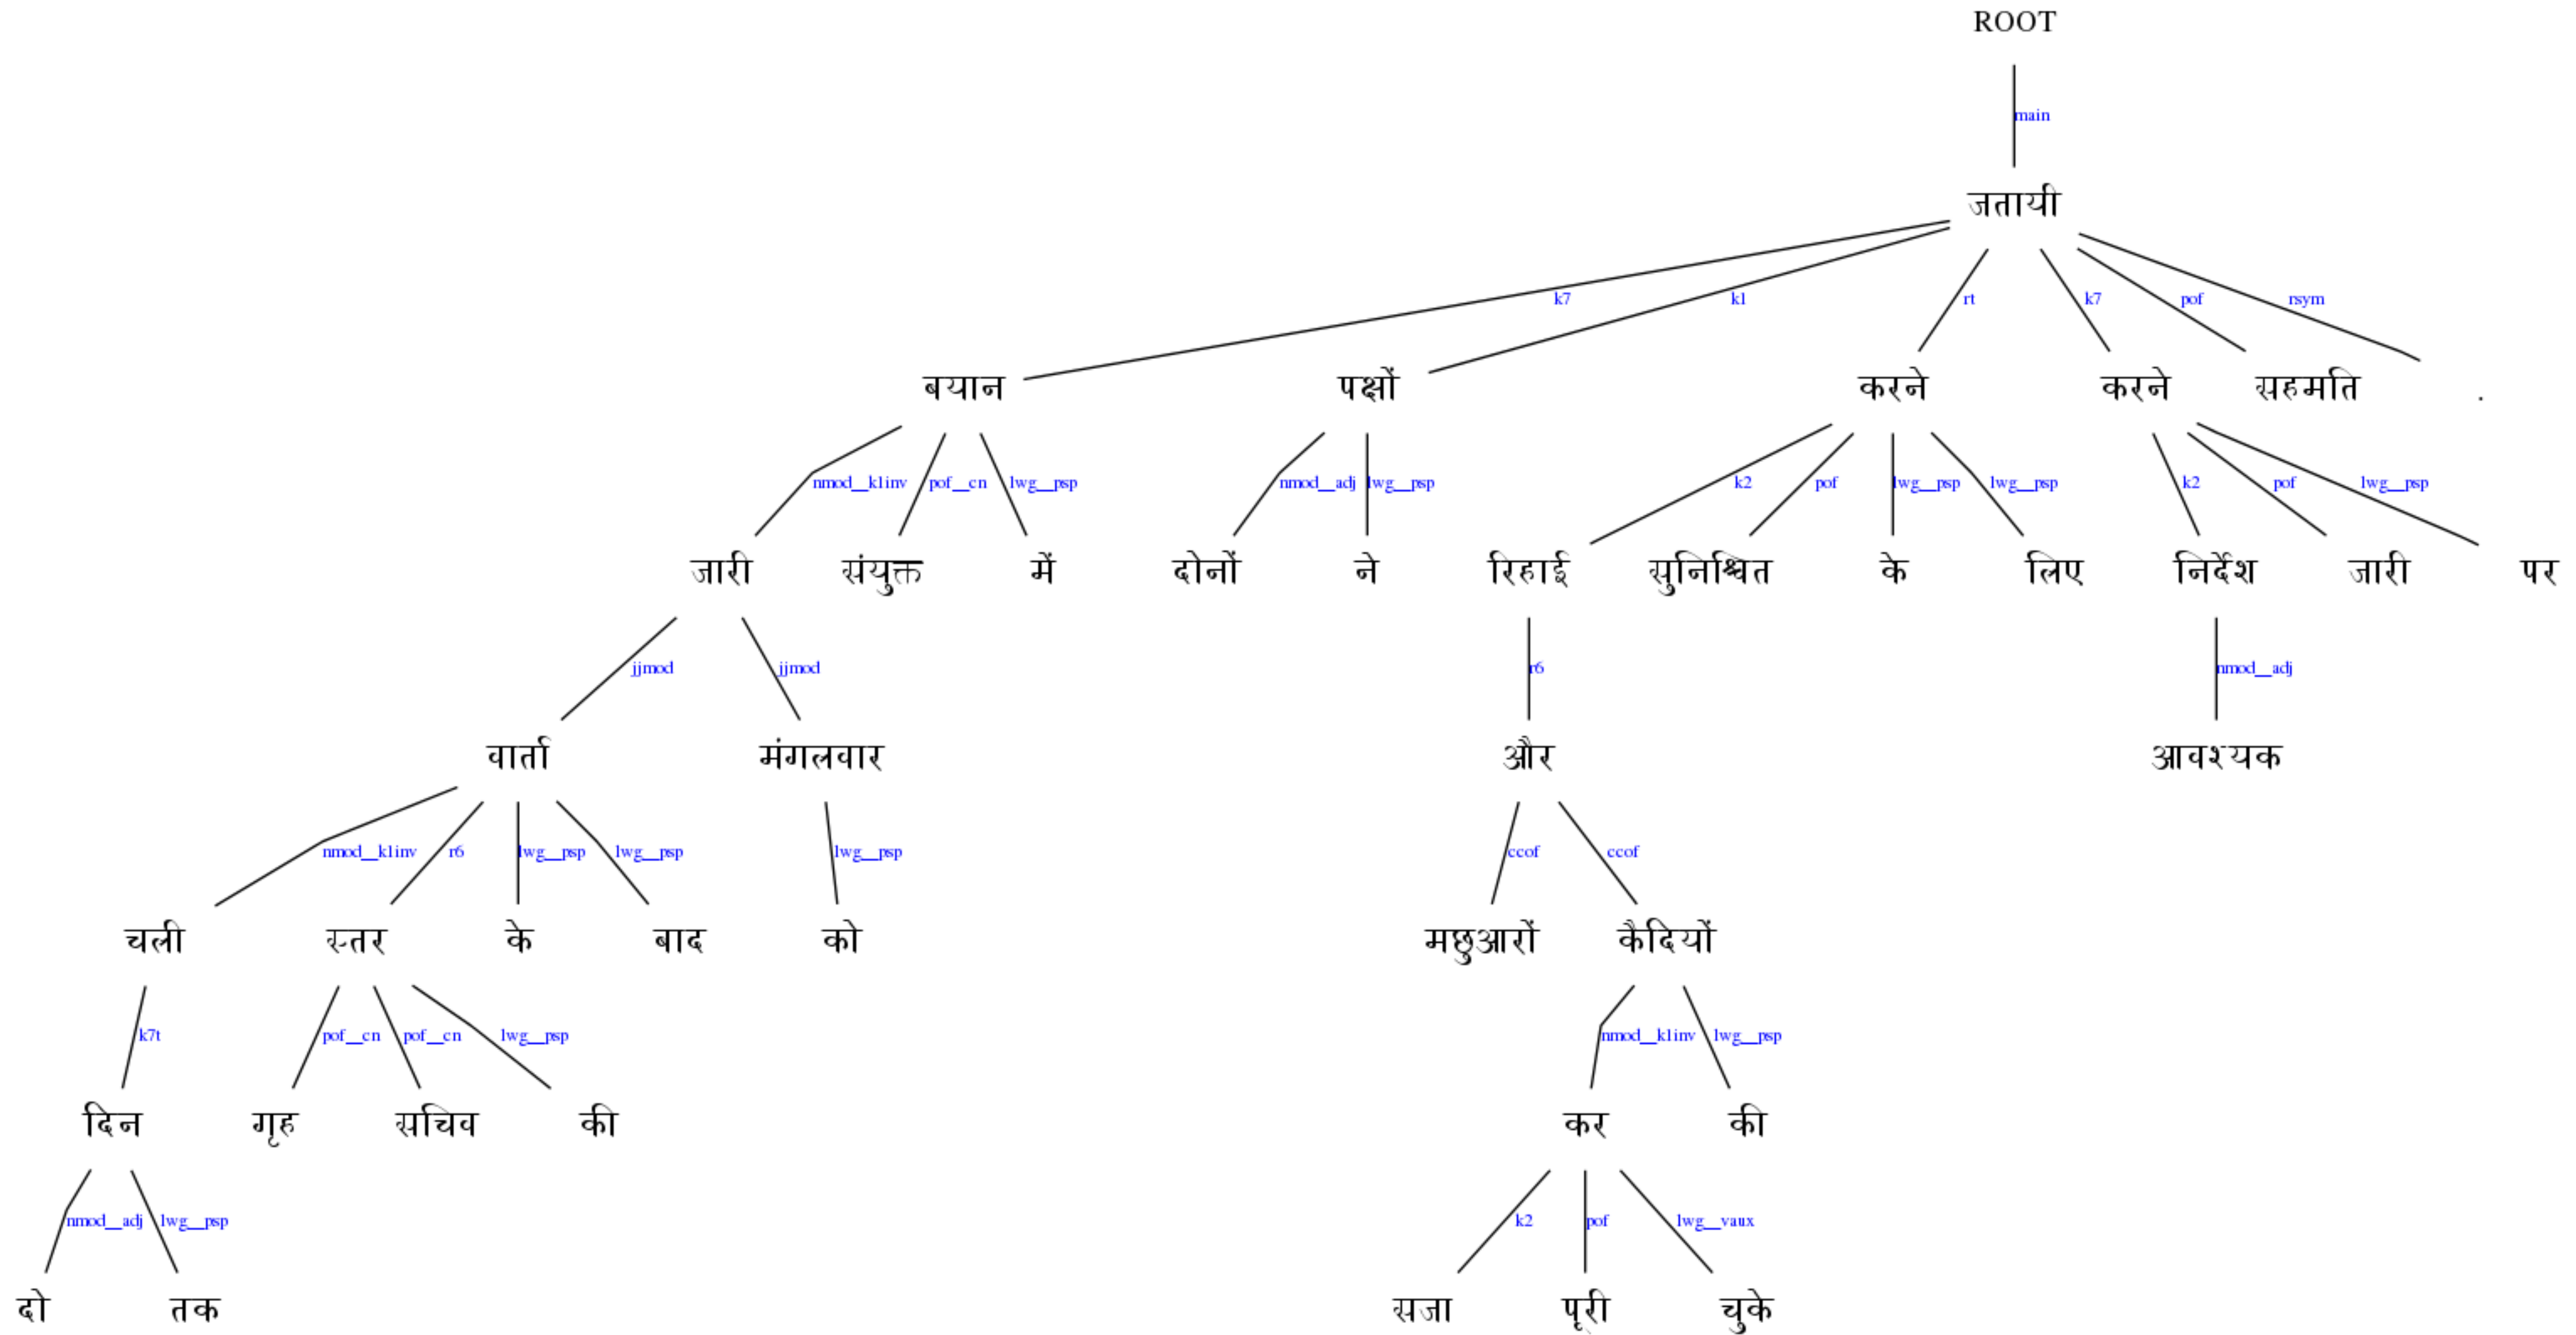 ROOT
main
जतायी
k7 k1 rt k7 pof rsym
बयान पक्षों करने करने सहमति .
nmod__k1inv pof__cn lwg__psp nmod__adj lwg__psp k2 pof lwg__psp lwg__psp k2 pof lwg__psp
जारी संयुक्त में दोनों ने रिहाई सुनिश्चित के लिए निर्देश जारी पर
jjmod jjmod r6 nmod__adj
वार्ता मंगलवार और आवश्यक
nmod__k1inv r6 lwg__psp lwg__psp lwg__psp ccof ccof
चली स्तर के बाद को मछुआरों कैदियों
k7t pof__cn pof__cn lwg__psp nmod__k1inv lwg__psp
दिन गृह सचिव की कर की
nmod__adj lwg__psp k2 pof lwg__vaux
दो तक सजा पूरी चुके